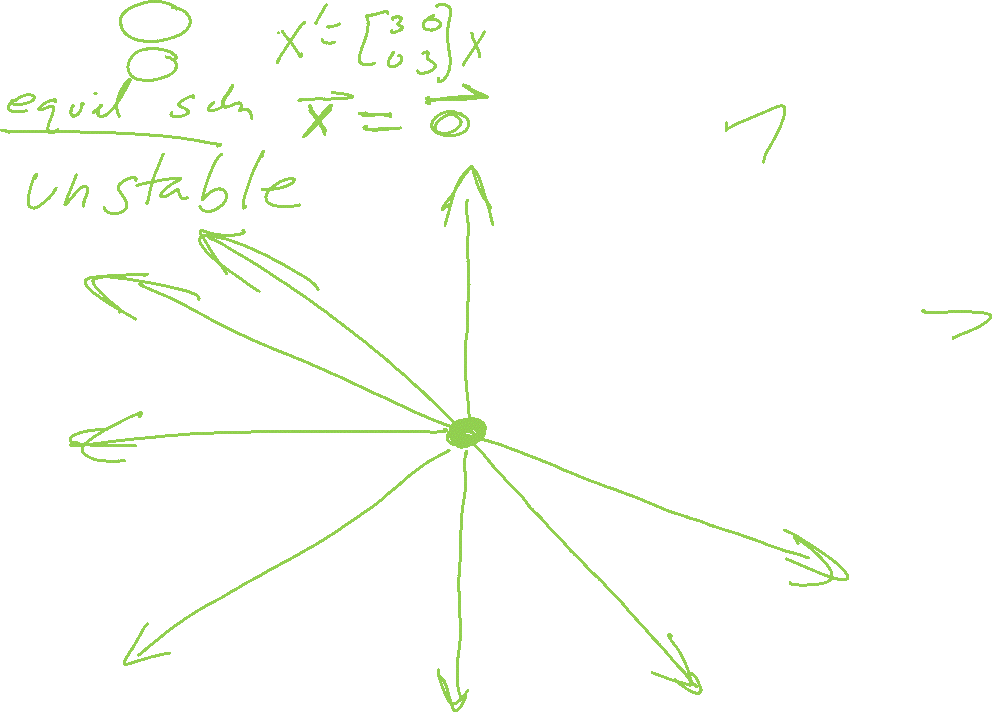 x' = [3 0; 0 3] x
equil soln x⃗ = 0⃗
unstable